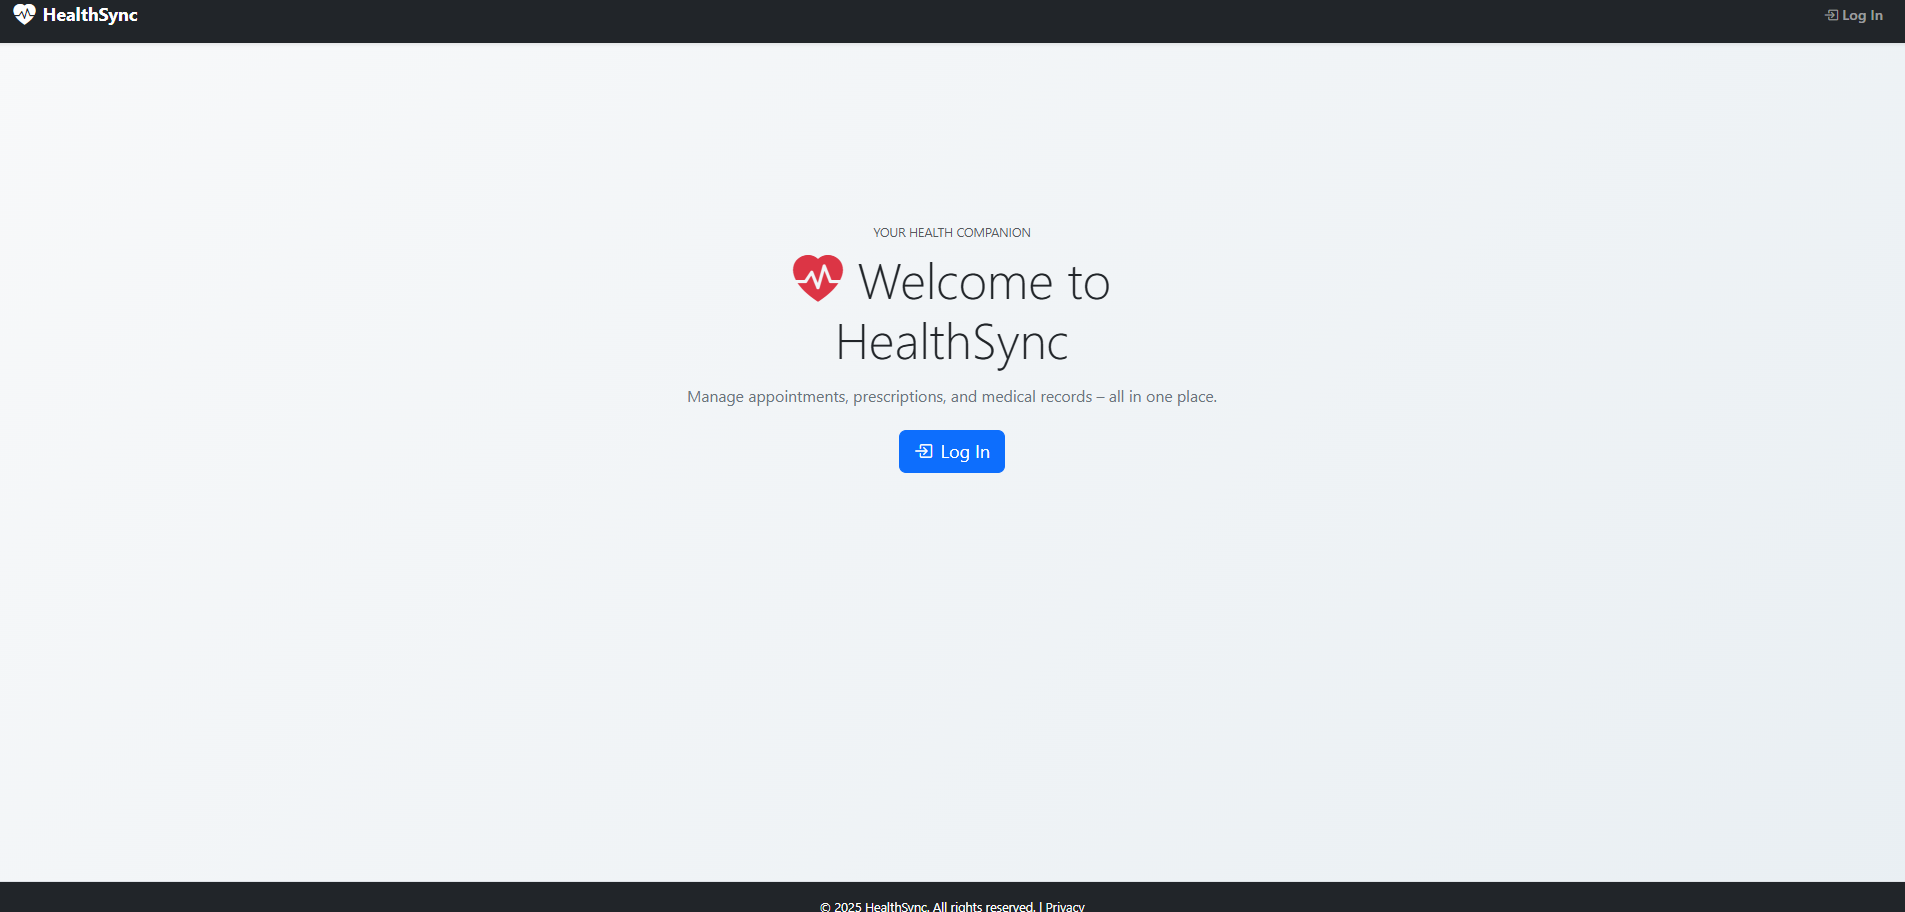 HealthSync
Log In
YOUR HEALTH COMPANION
Welcome to
HealthSync
Manage appointments, prescriptions, and medical records – all in one place.
Log In
© 2025 HealthSync. All rights reserved. | Privacy